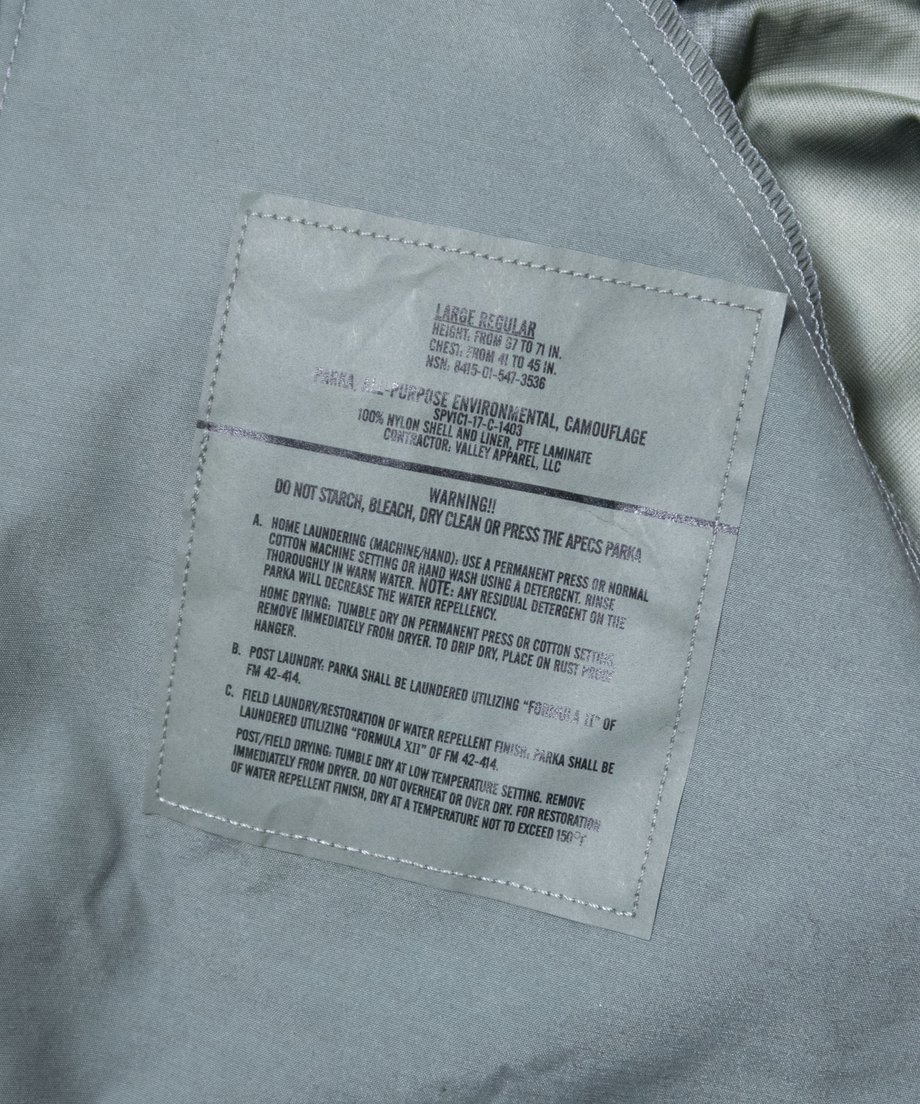 LARGE REGULAR
HEIGHT: FROM 67 TO 71 IN.
CHEST: FROM 41 TO 45 IN.
NSN: 8415-01-547-3536
PARKA, ALL-PURPOSE ENVIRONMENTAL, CAMOUFLAGE
SPV1C1-17-C-1403
100% NYLON SHELL AND LINER, PTFE LAMINATE
CONTRACTOR: VALLEY APPAREL, LLC
WARNING!!
DO NOT STARCH, BLEACH, DRY CLEAN OR PRESS THE APECS PARKA
A. HOME LAUNDERING (MACHINE/HAND): USE A PERMANENT PRESS OR NORMAL
COTTON MACHINE SETTING OR HAND WASH USING A DETERGENT. RINSE
THOROUGHLY IN WARM WATER. NOTE: ANY RESIDUAL DETERGENT ON THE
PARKA WILL DECREASE THE WATER REPELLENCY.
HOME DRYING: TUMBLE DRY ON PERMANENT PRESS OR COTTON SETTING.
REMOVE IMMEDIATELY FROM DRYER. TO DRIP DRY, PLACE ON RUST PROOF
HANGER.
B. POST LAUNDRY: PARKA SHALL BE LAUNDERED UTILIZING "FORMULA II" OF
FM 42-414.
C. FIELD LAUNDRY/RESTORATION OF WATER REPELLENT FINISH: PARKA SHALL BE
LAUNDERED UTILIZING "FORMULA XII" OF FM 42-414.
POST/FIELD DRYING: TUMBLE DRY AT LOW TEMPERATURE SETTING. REMOVE
IMMEDIATELY FROM DRYER. DO NOT OVERHEAT OR OVER DRY. FOR RESTORATION
OF WATER REPELLENT FINISH, DRY AT A TEMPERATURE NOT TO EXCEED 150°F